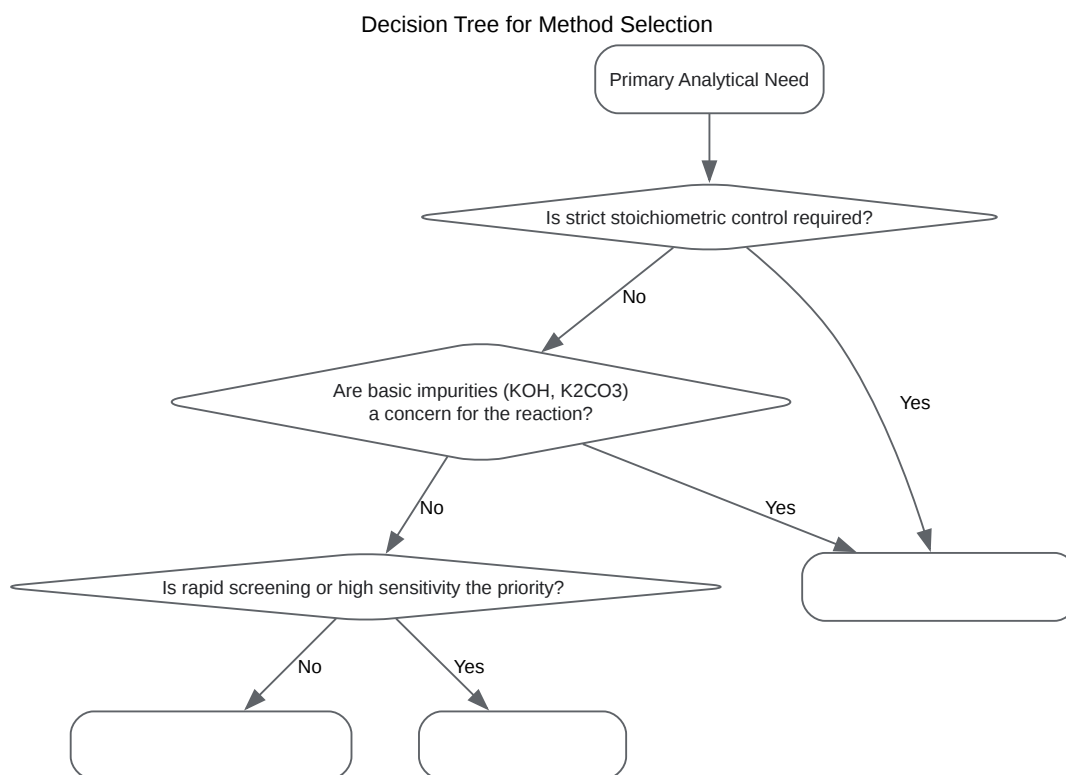 Decision Tree for Method Selection
Primary Analytical Need
Is strict stoichiometric control required?
No
Are basic impurities (KOH, K2CO3)
a concern for the reaction?
Yes
No
Yes
Is rapid screening or high sensitivity the priority?
No
Yes